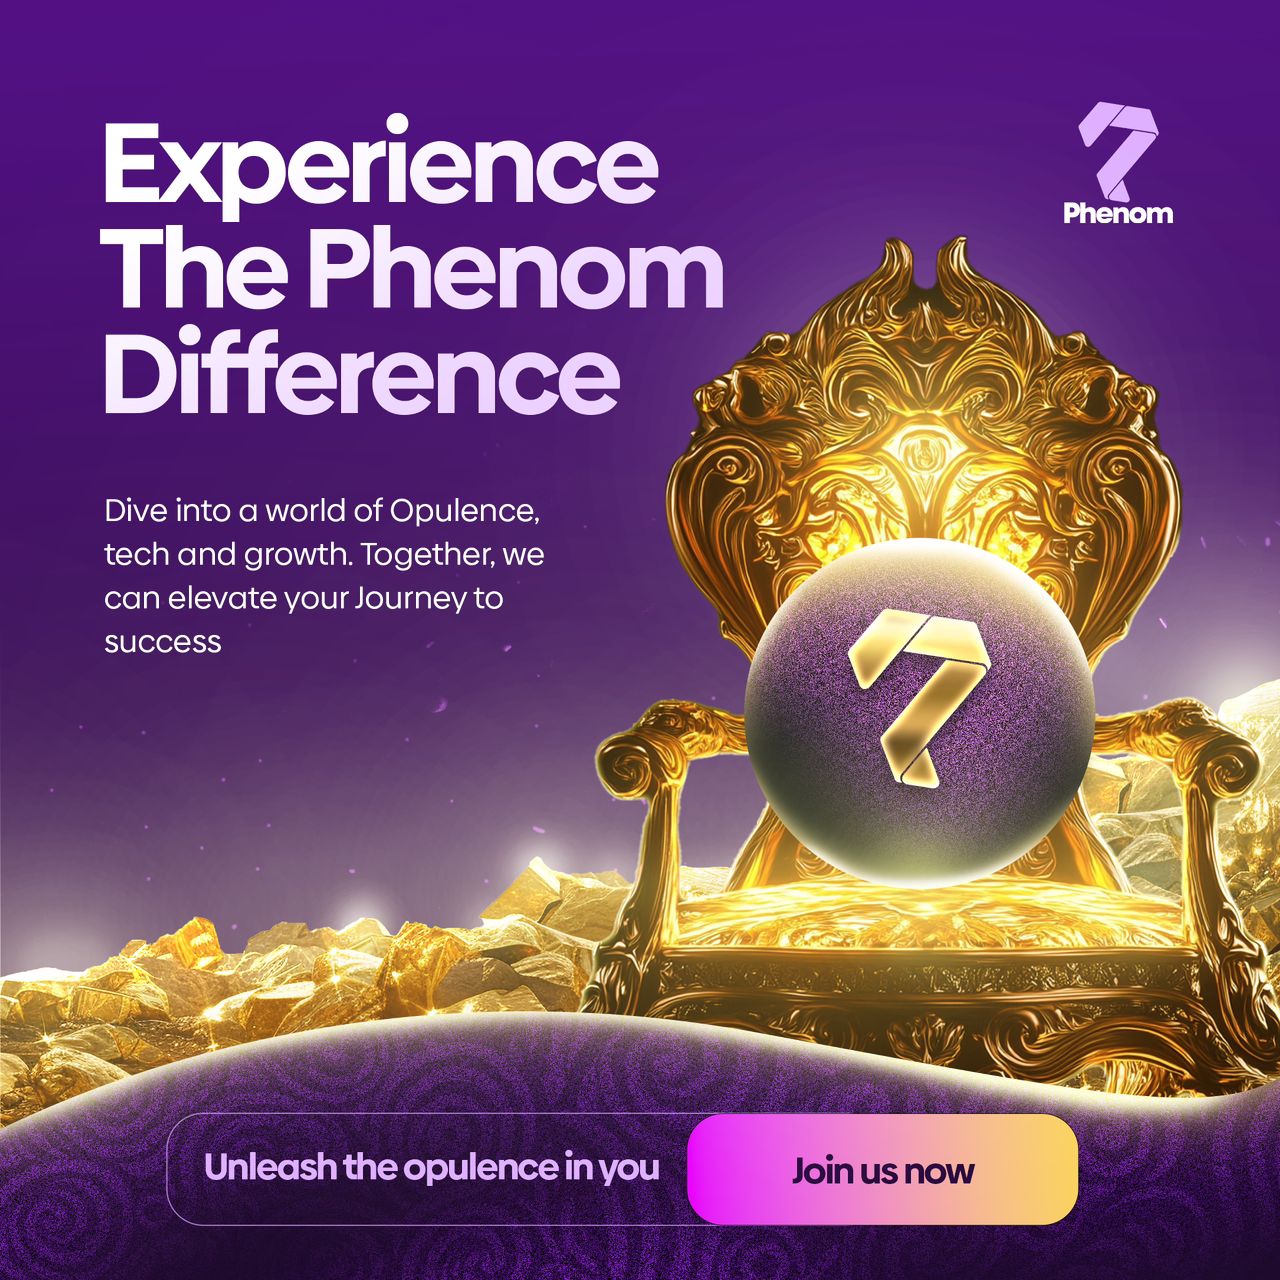 Experience
The Phenom
Difference
Phenom
Dive into a world of Opulence,
tech and growth. Together, we
can elevate your Journey to
success
Unleash the opulence in you
Join us now